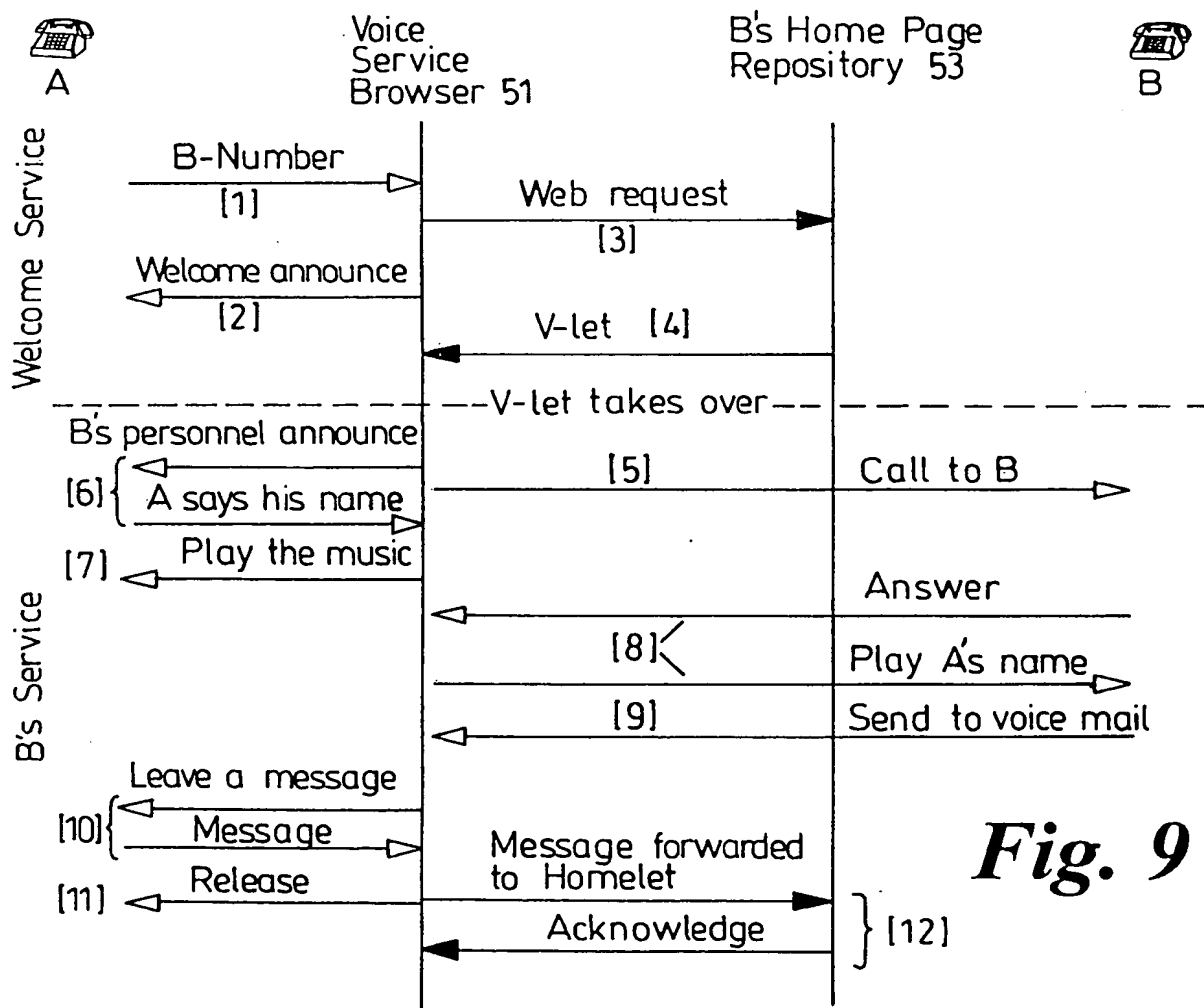 A
Voice
Service
Browser 51
B's Home Page
Repository 53
B
Welcome Service
B-Number
[1]
Web request
[3]
Welcome announce
[2]
V-let [4]
V-let takes over
B's Service
B's personnel announce
[5]
Call to B
[6]
A says his name
[7]
Play the music
Answer
[8]
Play A's name
[9]
Send to voice mail
Leave a message
[10]
Message
Message forwarded
to Homelet
[11]
Release
Acknowledge
[12]
Fig. 9